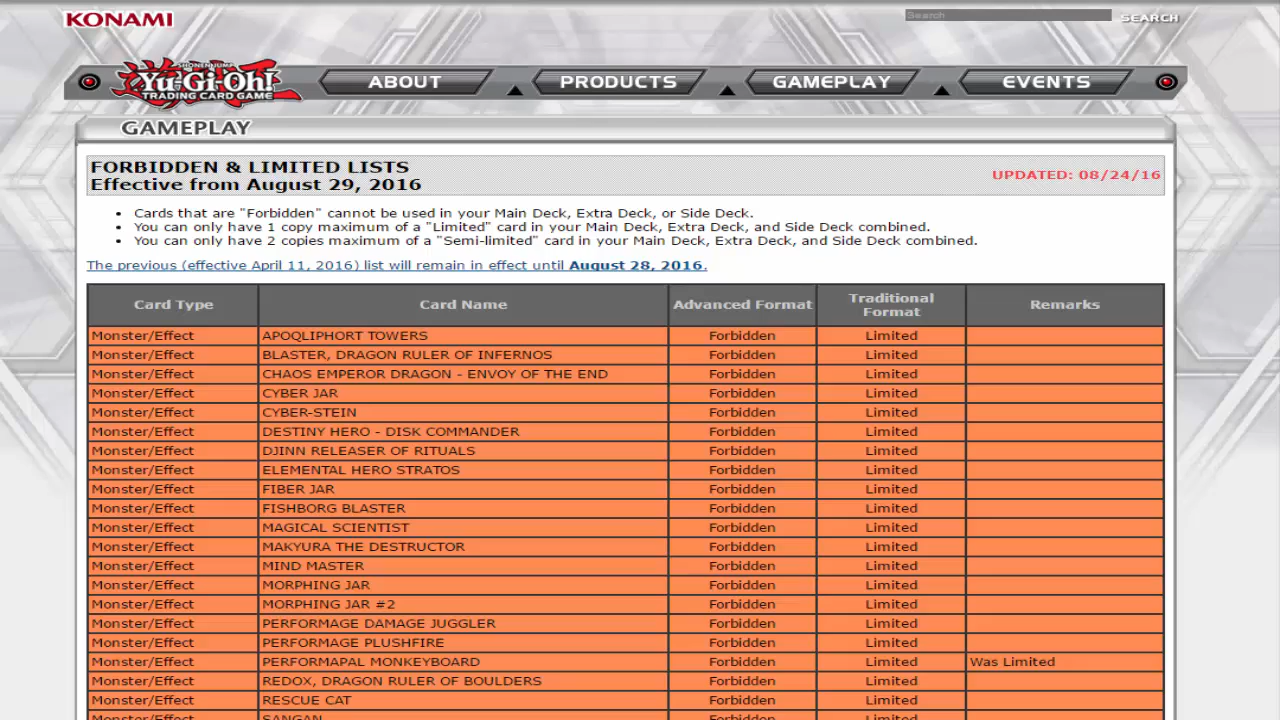 KONAMI
Search SEARCH
SHONEN JUMP
Yu-Gi-Oh!
TRADING CARD GAME
ABOUT PRODUCTS GAMEPLAY EVENTS
GAMEPLAY
FORBIDDEN & LIMITED LISTS
Effective from August 29, 2016
UPDATED: 08/24/16
• Cards that are "Forbidden" cannot be used in your Main Deck, Extra Deck, or Side Deck.
• You can only have 1 copy maximum of a "Limited" card in your Main Deck, Extra Deck, and Side Deck combined.
• You can only have 2 copies maximum of a "Semi-limited" card in your Main Deck, Extra Deck, and Side Deck combined.
The previous (effective April 11, 2016) list will remain in effect until August 28, 2016.
Card Type Card Name Advanced Format Traditional Format Remarks
Monster/Effect APOQLIPHORT TOWERS Forbidden Limited
Monster/Effect BLASTER, DRAGON RULER OF INFERNOS Forbidden Limited
Monster/Effect CHAOS EMPEROR DRAGON - ENVOY OF THE END Forbidden Limited
Monster/Effect CYBER JAR Forbidden Limited
Monster/Effect CYBER-STEIN Forbidden Limited
Monster/Effect DESTINY HERO - DISK COMMANDER Forbidden Limited
Monster/Effect DJINN RELEASER OF RITUALS Forbidden Limited
Monster/Effect ELEMENTAL HERO STRATOS Forbidden Limited
Monster/Effect FIBER JAR Forbidden Limited
Monster/Effect FISHBORG BLASTER Forbidden Limited
Monster/Effect MAGICAL SCIENTIST Forbidden Limited
Monster/Effect MAKYURA THE DESTRUCTOR Forbidden Limited
Monster/Effect MIND MASTER Forbidden Limited
Monster/Effect MORPHING JAR Forbidden Limited
Monster/Effect MORPHING JAR #2 Forbidden Limited
Monster/Effect PERFORMAGE DAMAGE JUGGLER Forbidden Limited
Monster/Effect PERFORMAGE PLUSHFIRE Forbidden Limited
Monster/Effect PERFORMAPAL MONKEYBOARD Forbidden Limited Was Limited
Monster/Effect REDOX, DRAGON RULER OF BOULDERS Forbidden Limited
Monster/Effect RESCUE CAT Forbidden Limited
Monster/Effect SANGAN Forbidden Limited